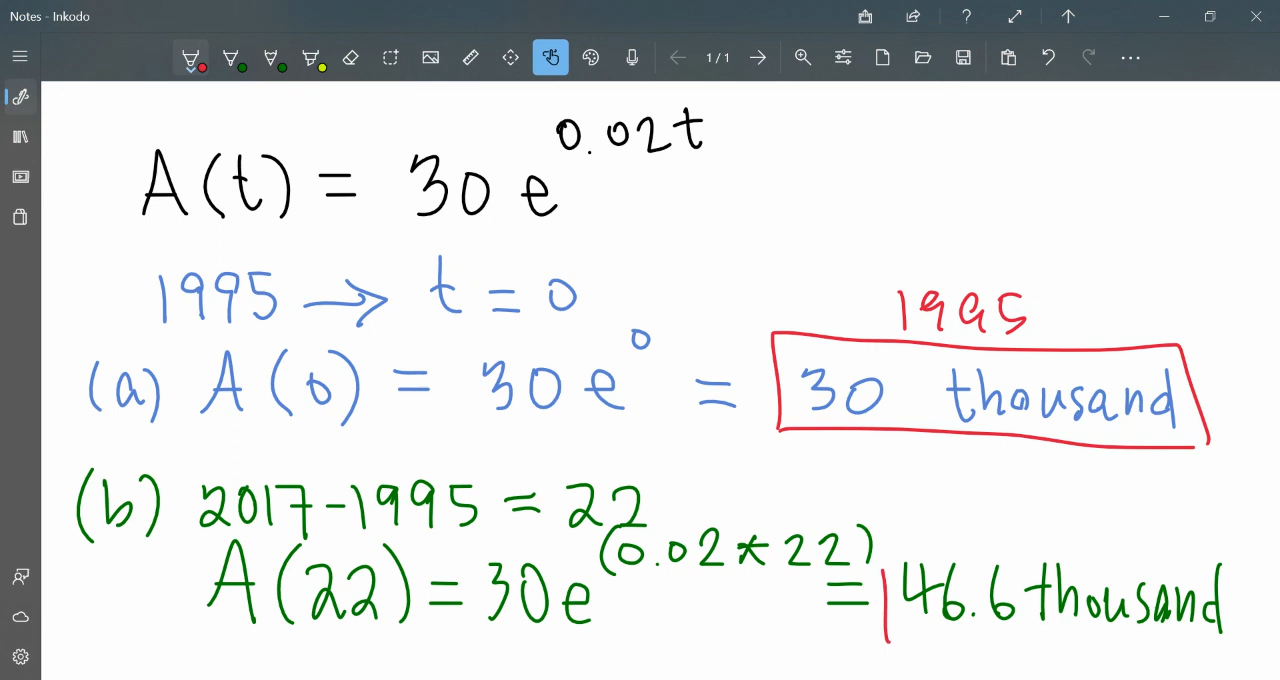 Notes - Inkodo
1/1
A(t) = 30 e^0.02t
1995 → t = 0
1995
(a) A(0) = 30 e^0 = 30 thousand
(b) 2017-1995 = 22
A(22) = 30e^(0.02*22) = 46.6 thousand